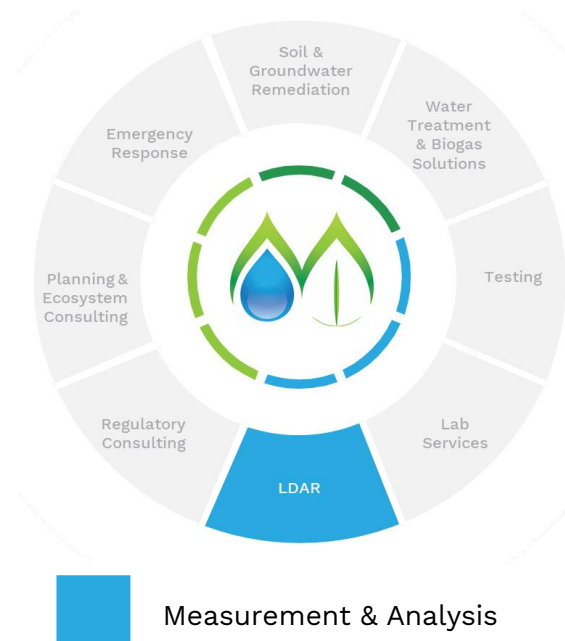 Soil &
Groundwater
Remediation
Water
Treatment
& Biogas
Solutions
Emergency
Response
Testing
Planning &
Ecosystem
Consulting
Lab
Services
Regulatory
Consulting
LDAR
Measurement & Analysis